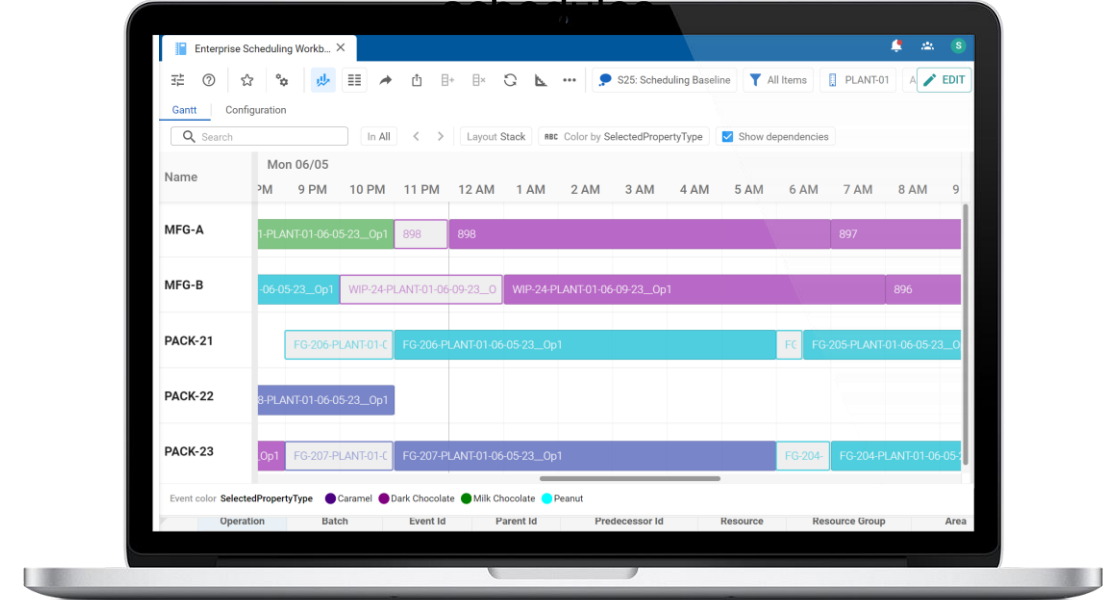 schedules
Enterprise Scheduling Workb... ×
S
S25: Scheduling Baseline All Items PLANT-01 A EDIT
Gantt Configuration
Search In All < > Layout Stack ABC Color by SelectedPropertyType Show dependencies
Name Mon 06/05
PM 9 PM 10 PM 11 PM 12 AM 1 AM 2 AM 3 AM 4 AM 5 AM 6 AM 7 AM 8 AM 9
MFG-A 1-PLANT-01-06-05-23__Op1 898 898 897
MFG-B -06-05-23__Op1 WIP-24-PLANT-01-06-09-23__O WIP-24-PLANT-01-06-09-23__Op1 896
PACK-21 FG-206-PLANT-01-0 FG-206-PLANT-01-06-05-23__Op1 FG FG-205-PLANT-01-06-05-23__O
PACK-22 8-PLANT-01-06-05-23__Op1
PACK-23 _Op1 FG-207-PLANT-01-0 FG-207-PLANT-01-06-05-23__Op1 FG-204- FG-204-PLANT-01-06-05-2
Event color SelectedPropertyType Caramel Dark Chocolate Milk Chocolate Peanut
Operation Batch Event Id Parent Id Predecessor Id Resource Resource Group Area